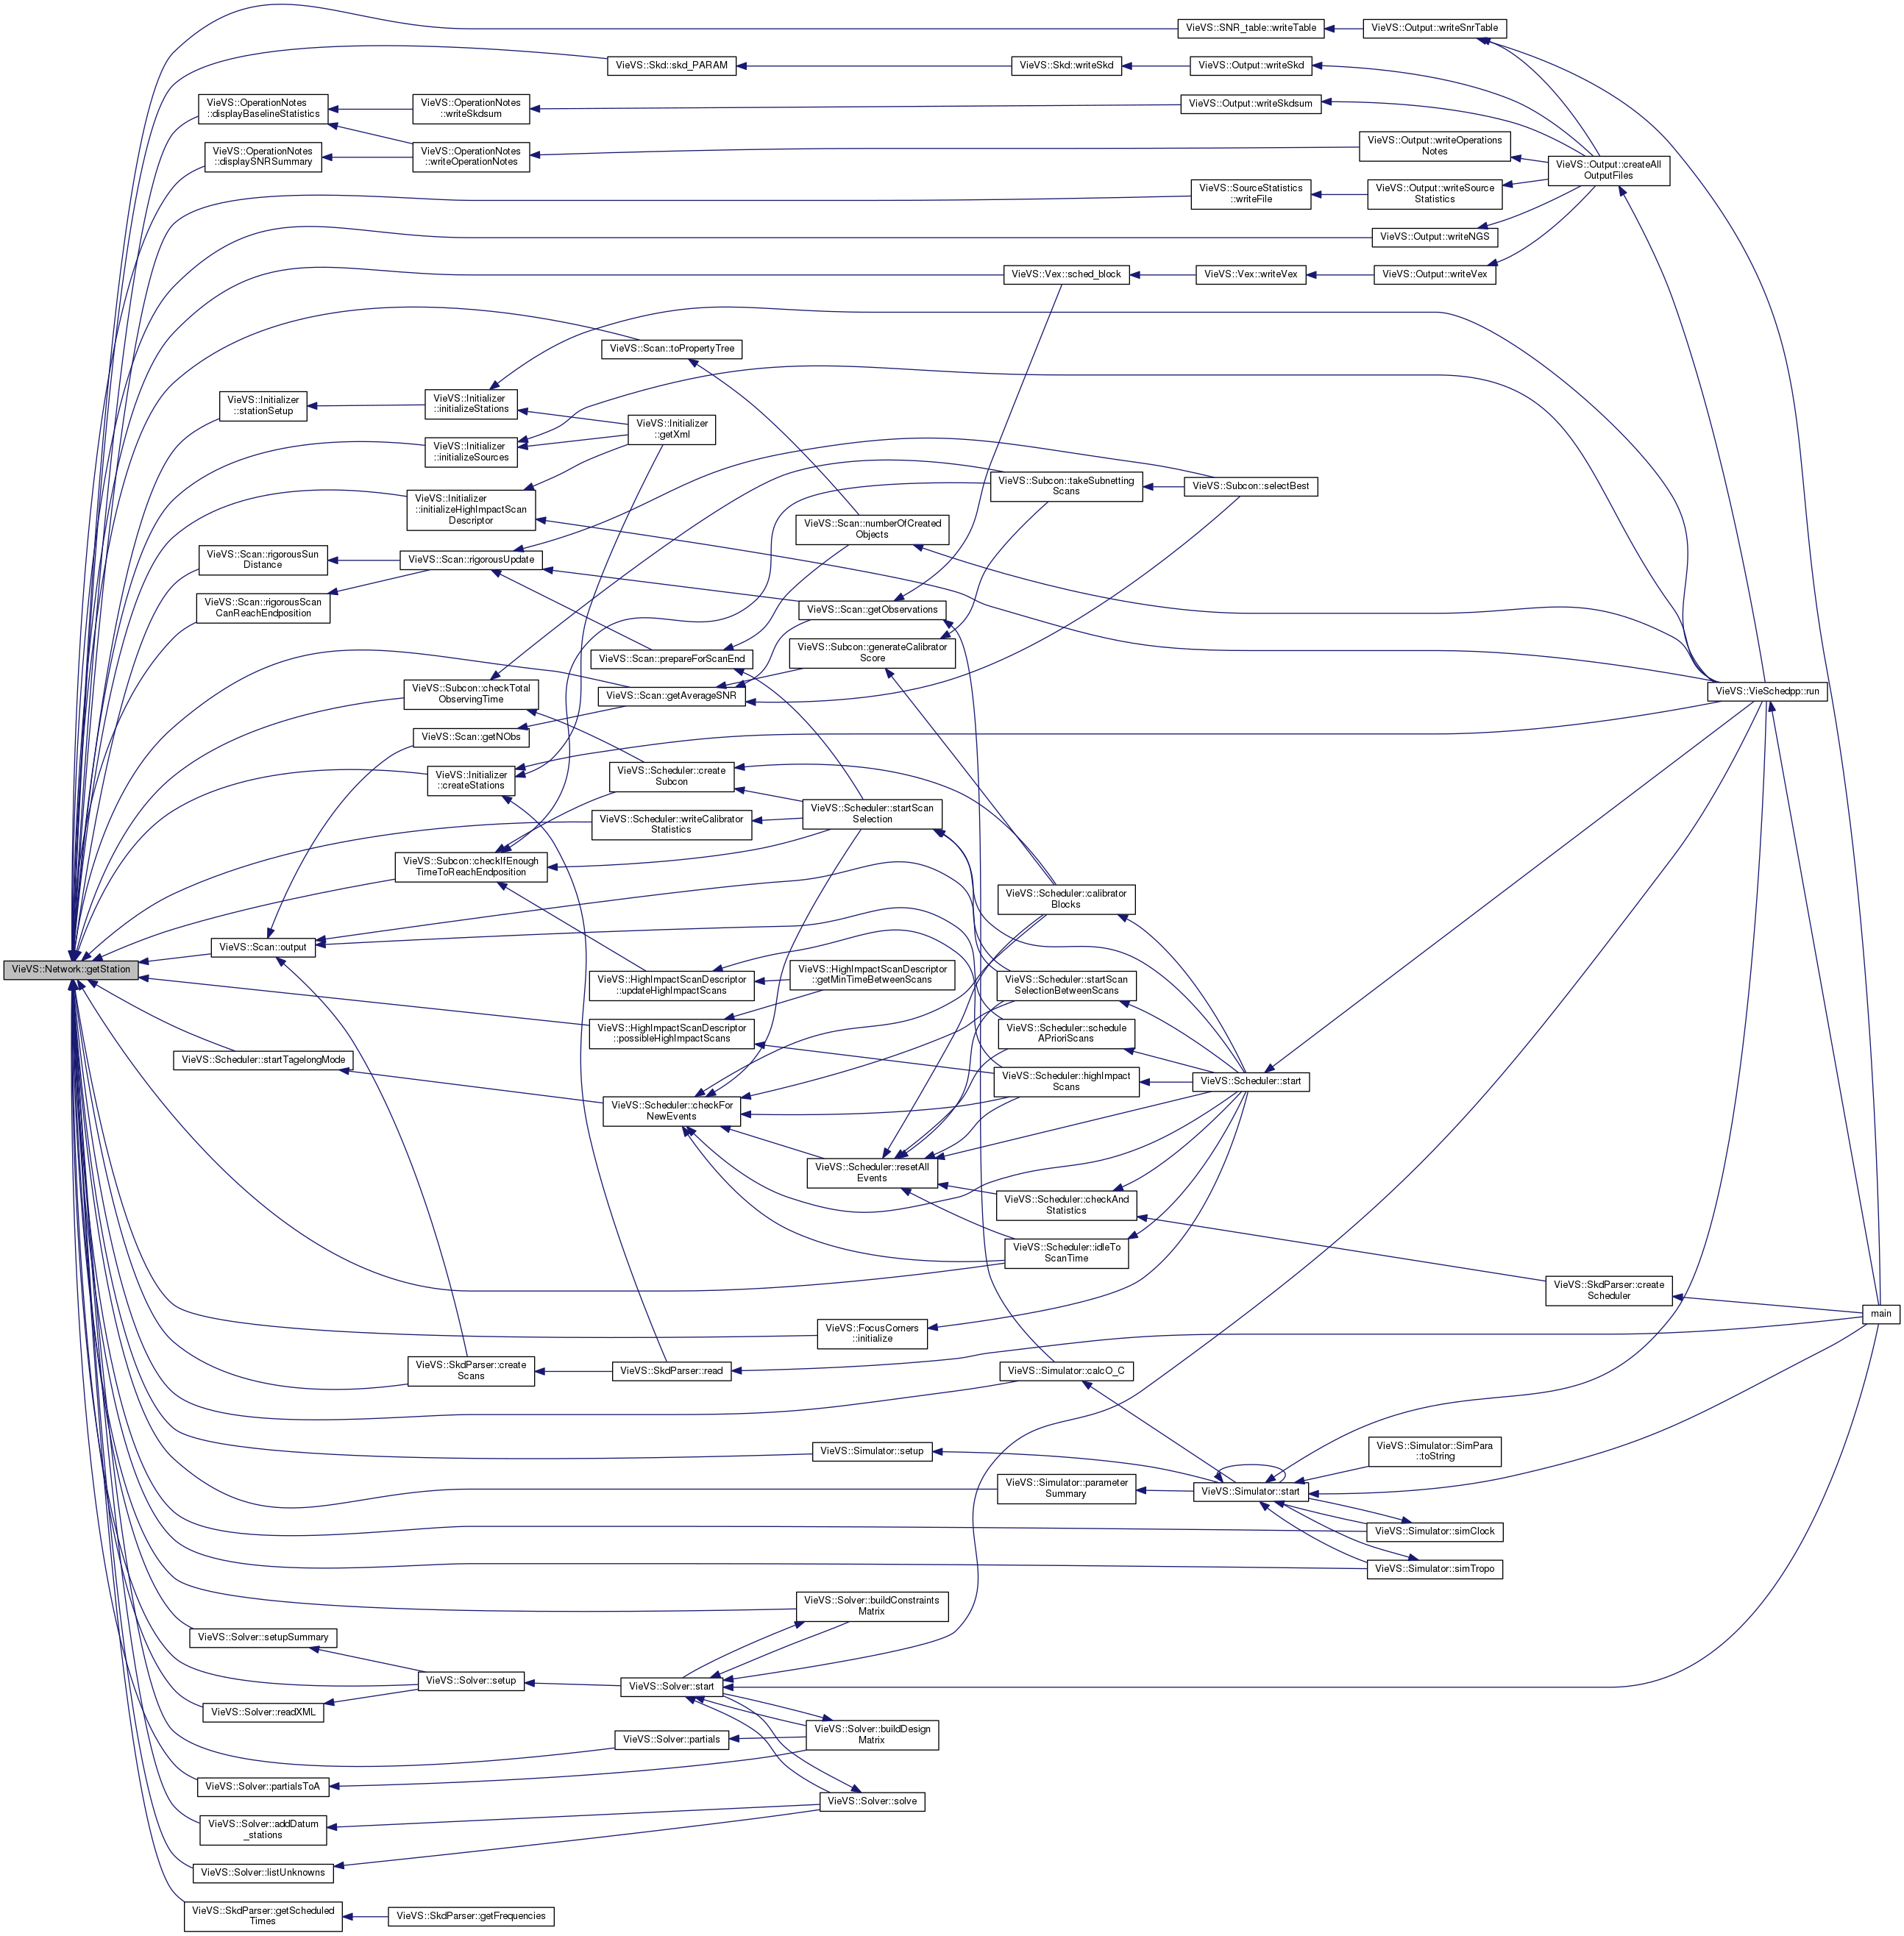 VieVS::SNR_table::writeTable
VieVS::Output::writeSnrTable
VieVS::Skd::skd_PARAM
VieVS::Skd::writeSkd
VieVS::Output::writeSkd
VieVS::OperationNotes
::displayBaselineStatistics
VieVS::OperationNotes
::writeSkdsum
VieVS::Output::writeSkdsum
VieVS::OperationNotes
::displaySNRSummary
VieVS::OperationNotes
::writeOperationNotes
VieVS::Output::writeOperations
Notes
VieVS::Output::createAll
OutputFiles
VieVS::SourceStatistics
::writeFile
VieVS::Output::writeSource
Statistics
VieVS::Output::writeNGS
VieVS::Vex::sched_block
VieVS::Vex::writeVex
VieVS::Output::writeVex
VieVS::Scan::toPropertyTree
VieVS::Initializer
::stationSetup
VieVS::Initializer
::initializeStations
VieVS::Initializer
::getXml
VieVS::Initializer
::initializeSources
VieVS::Subcon::takeSubnetting
Scans
VieVS::Subcon::selectBest
VieVS::Initializer
::initializeHighImpactScan
Descriptor
VieVS::Scan::numberOfCreated
Objects
VieVS::Scan::rigorousSun
Distance
VieVS::Scan::rigorousUpdate
VieVS::Scan::rigorousScan
CanReachEndposition
VieVS::Scan::getObservations
VieVS::Subcon::generateCalibrator
Score
VieVS::Scan::prepareForScanEnd
VieVS::Subcon::checkTotal
ObservingTime
VieVS::Scan::getAverageSNR
VieVS::VieSchedpp::run
VieVS::Scan::getNObs
VieVS::Initializer
::createStations
VieVS::Scheduler::create
Subcon
VieVS::Scheduler::writeCalibrator
Statistics
VieVS::Scheduler::startScan
Selection
VieVS::Subcon::checkIfEnough
TimeToReachEndposition
VieVS::Scheduler::calibrator
Blocks
VieVS::Scan::output
VieVS::Network::getStation
VieVS::HighImpactScanDescriptor
::updateHighImpactScans
VieVS::HighImpactScanDescriptor
::getMinTimeBetweenScans
VieVS::Scheduler::startScan
SelectionBetweenScans
VieVS::HighImpactScanDescriptor
::possibleHighImpactScans
VieVS::Scheduler::schedule
APrioriScans
VieVS::Scheduler::startTagelongMode
VieVS::Scheduler::highImpact
Scans
VieVS::Scheduler::start
VieVS::Scheduler::checkFor
NewEvents
VieVS::Scheduler::resetAll
Events
VieVS::Scheduler::checkAnd
Statistics
VieVS::Scheduler::idleTo
ScanTime
VieVS::SkdParser::create
Scheduler
main
VieVS::FocusCorners
::initialize
VieVS::SkdParser::create
Scans
VieVS::SkdParser::read
VieVS::Simulator::calcO_C
VieVS::Simulator::setup
VieVS::Simulator::SimPara
::toString
VieVS::Simulator::parameter
Summary
VieVS::Simulator::start
VieVS::Simulator::simClock
VieVS::Simulator::simTropo
VieVS::Solver::buildConstraints
Matrix
VieVS::Solver::setupSummary
VieVS::Solver::setup
VieVS::Solver::start
VieVS::Solver::readXML
VieVS::Solver::partials
VieVS::Solver::buildDesign
Matrix
VieVS::Solver::partialsToA
VieVS::Solver::solve
VieVS::Solver::addDatum
_stations
VieVS::Solver::listUnknowns
VieVS::SkdParser::getScheduled
Times
VieVS::SkdParser::getFrequencies